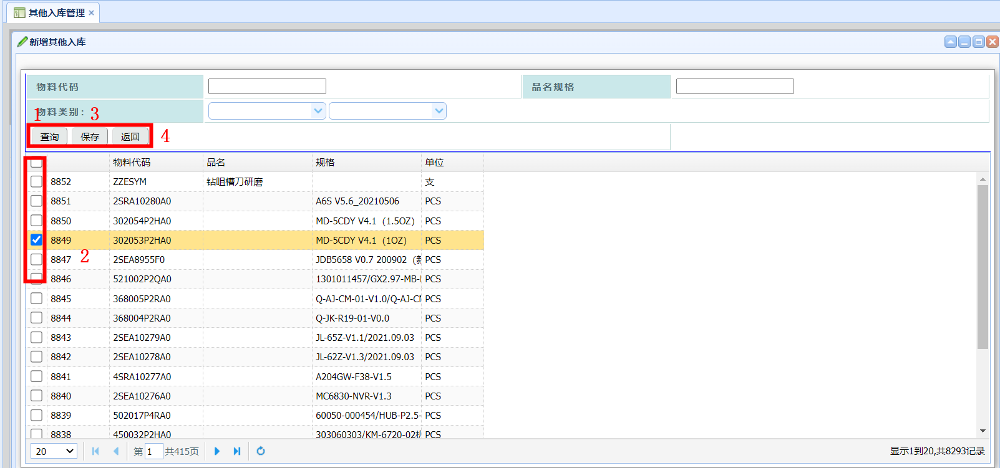 其他入库管理
新增其他入库
物料代码 品名规格
物料类别：
1 3
查询 保存 返回 4
物料代码 品名 规格 单位
8852 ZZESYM 钻咀槽刀研磨 支
8851 2SRA10280A0 A6S V5.6_20210506 PCS
8850 302054P2HA0 MD-5CDY V4.1（1.5OZ） PCS
8849 302053P2HA0 MD-5CDY V4.1（1OZ） PCS
8847 2 2SEA8955F0 JDB5658 V0.7 200902（新 PCS
8846 521002P2QA0 1301011457/GX2.97-MB- PCS
8845 368005P2RA0 Q-AJ-CM-01-V1.0/Q-AJ-CM PCS
8844 368004P2RA0 Q-JK-R19-01-V0.0 PCS
8843 2SEA10279A0 JL-65Z-V1.1/2021.09.03 PCS
8842 2SEA10278A0 JL-62Z-V1.3/2021.09.03 PCS
8841 4SRA10277A0 A204GW-F38-V1.5 PCS
8840 2SEA10276A0 MC6830-NVR-V1.3 PCS
8839 502017P4RA0 60050-000454/HUB-P2.5- PCS
8838 450032P2HA0 303060303/KM-6720-02机 PCS
20 第 1 共415页 显示1到20,共8293记录